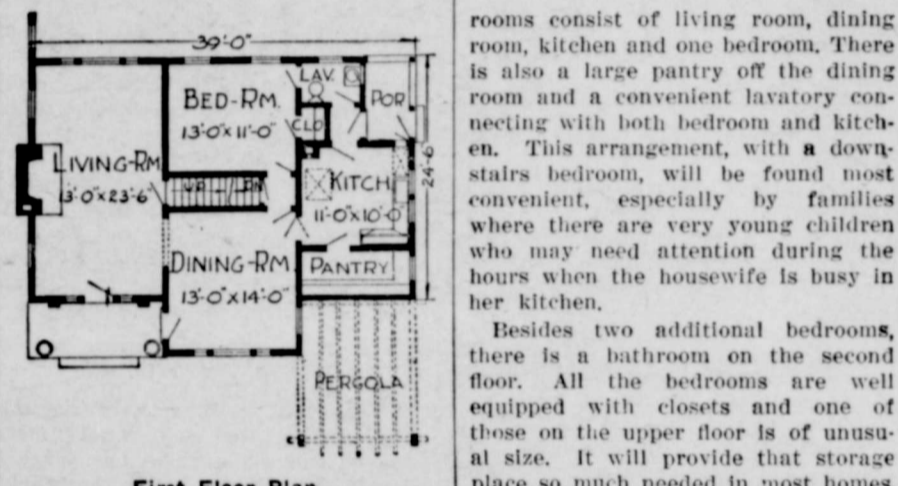 39'-0"
LAV.
BED-RM.
13'-0"x11'-0"
POR
CLO
LIVING-RM
13'-0"x23'-6"
UP DN
KITCH.
11'-0"x10'-0"
24'-6"
DINING-RM.
13'-0"x14'-0"
PANTRY
PERGOLA
First Floor Plan
rooms consist of living room, dining
room, kitchen and one bedroom. There
is also a large pantry off the dining
room and a convenient lavatory con-
necting with both bedroom and kitch-
en. This arrangement, with a down-
stairs bedroom, will be found most
convenient, especially by families
where there are very young children
who may need attention during the
hours when the housewife is busy in
her kitchen.
Besides two additional bedrooms,
there is a bathroom on the second
floor. All the bedrooms are well
equipped with closets and one of
those on the upper floor is of unusu-
al size. It will provide that storage
place so much needed in most homes